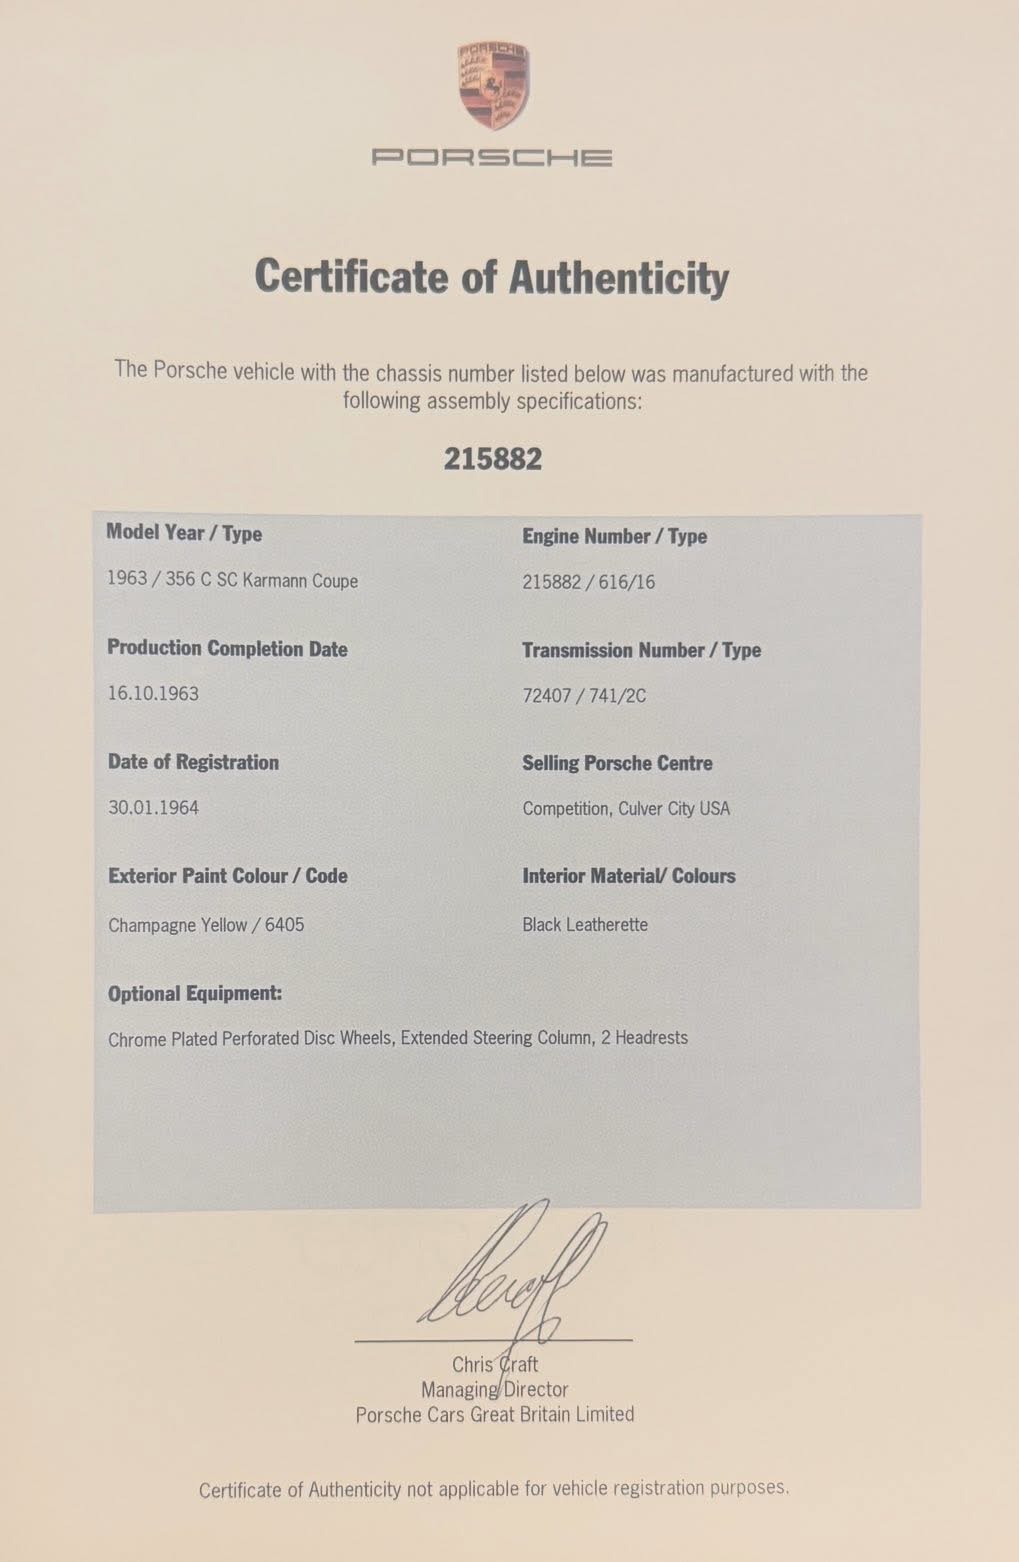 PORSCHE
PORSCHE
Certificate of Authenticity
The Porsche vehicle with the chassis number listed below was manufactured with the
following assembly specifications:
215882
Model Year / Type
1963 / 356 C SC Karmann Coupe
Engine Number / Type
215882 / 616/16
Production Completion Date
16.10.1963
Transmission Number / Type
72407 / 741/2C
Date of Registration
30.01.1964
Selling Porsche Centre
Competition, Culver City USA
Exterior Paint Colour / Code
Champagne Yellow / 6405
Interior Material/ Colours
Black Leatherette
Optional Equipment:
Chrome Plated Perforated Disc Wheels, Extended Steering Column, 2 Headrests
Chris Craft
Managing Director
Porsche Cars Great Britain Limited
Certificate of Authenticity not applicable for vehicle registration purposes.